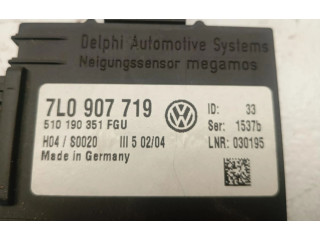 Delphi Automotive Systems
Neigungssensor megamos
7L0 907 719
510 190 351 FGU
H04 / S0020 III 5 02/04
Made in Germany
ID: 33
Ser: 1537b
LNR: 030195